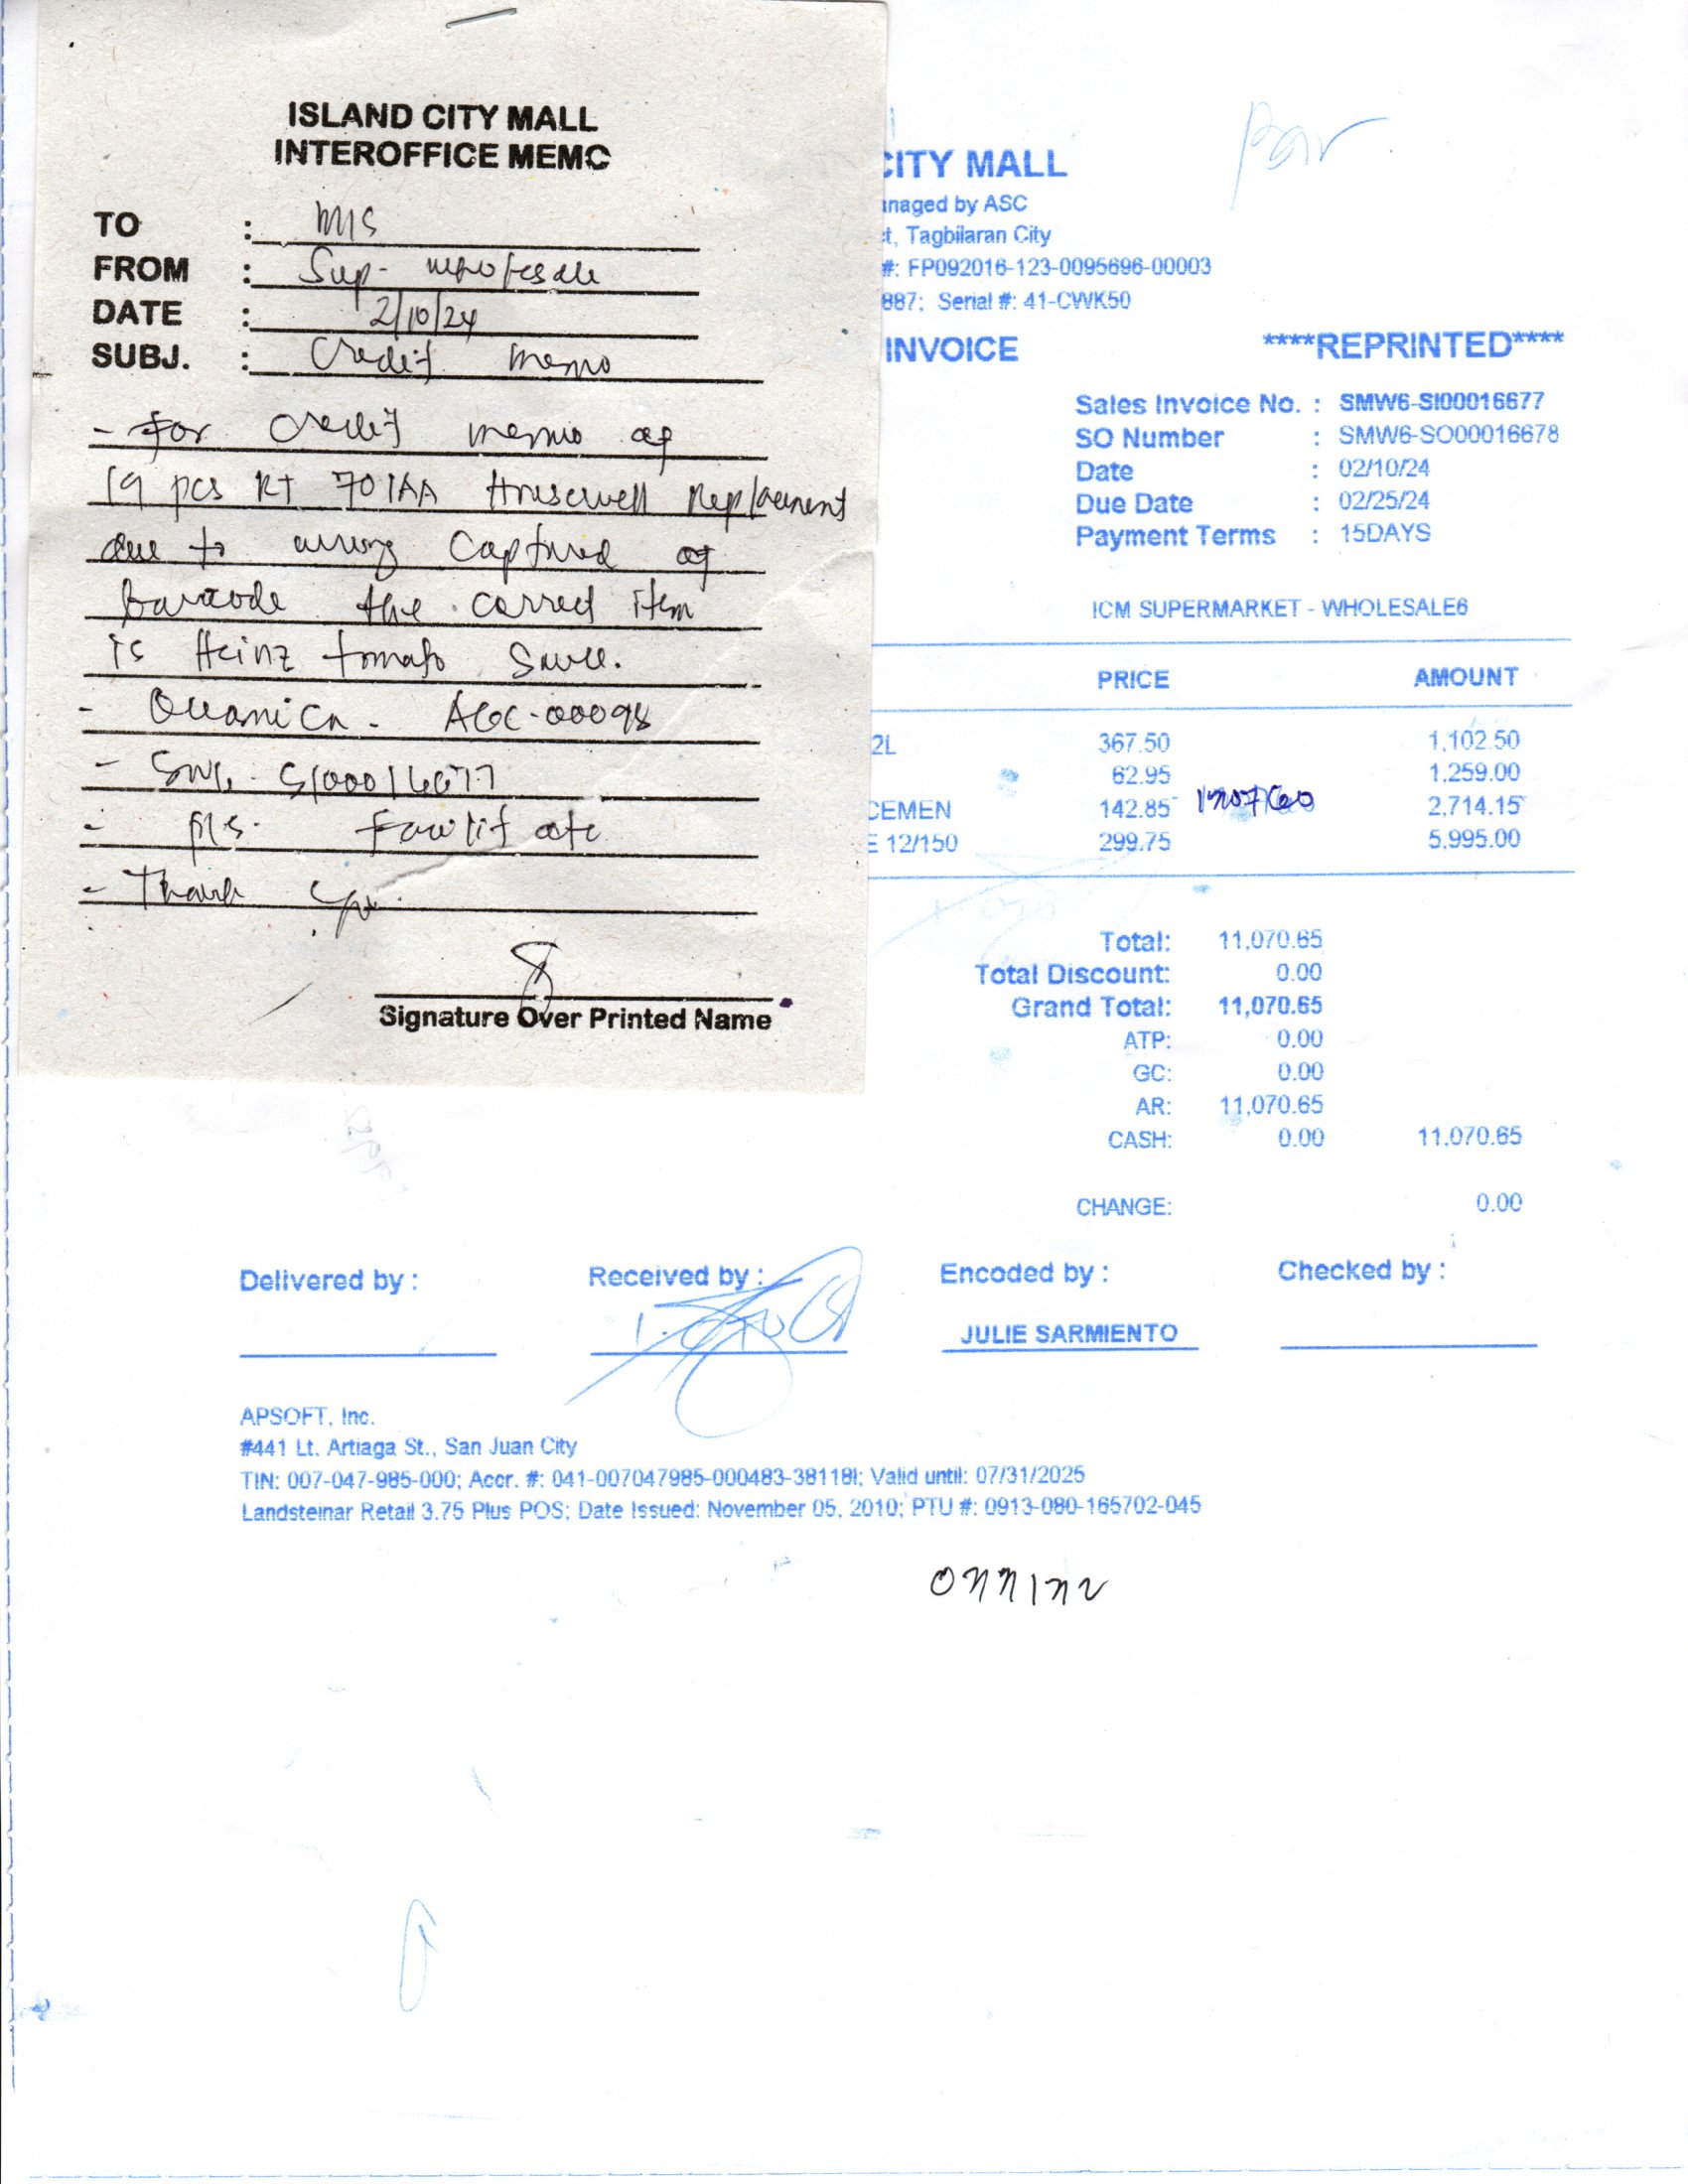 ISLAND CITY MALL
INTEROFFICE MEMO
TO : MIS
FROM : Sup- wholesale
DATE : 2/10/24
SUBJ. : Credit memo
- For Credit memo of
19 pcs RT 701AA Housewell Replacement
due to wrong captured of
barcode the correct item
is Heinz tomato
- Oceanica - AGC-00098
- SW6- SI00016677
- Pls. Facilitate
- Thank you.
Signature Over Printed Name
CITY MALL
anaged by ASC
t, Tagbilaran City
#: FP092016-123-0095696-00003
887; Serial #: 41-CWK50
INVOICE ****REPRINTED****
Sales Invoice No. : SMW6-SI00016677
SO Number : SMW6-SO00016678
Date : 02/10/24
Due Date : 02/25/24
Payment Terms : 15DAYS
ICM SUPERMARKET - WHOLESALE6
PRICE AMOUNT
2L 367.50 1,102.50
62.95 1,259.00
CEMEN 142.85 2,714.15
E 12/150 299.75 5,995.00
Total: 11,070.65
Total Discount: 0.00
Grand Total: 11,070.65
ATP: 0.00
GC: 0.00
AR: 11,070.65
CASH: 0.00 11,070.65
CHANGE: 0.00
Delivered by : Received by : Encoded by : Checked by :
JULIE SARMIENTO
APSOFT, Inc.
#441 Lt. Artiaga St., San Juan City
TIN: 007-047-985-000; Accr. #: 041-007047985-000483-38118I; Valid until: 07/31/2025
Landsteinar Retail 3.75 Plus POS; Date Issued: November 05, 2010; PTU #: 0913-080-165702-045